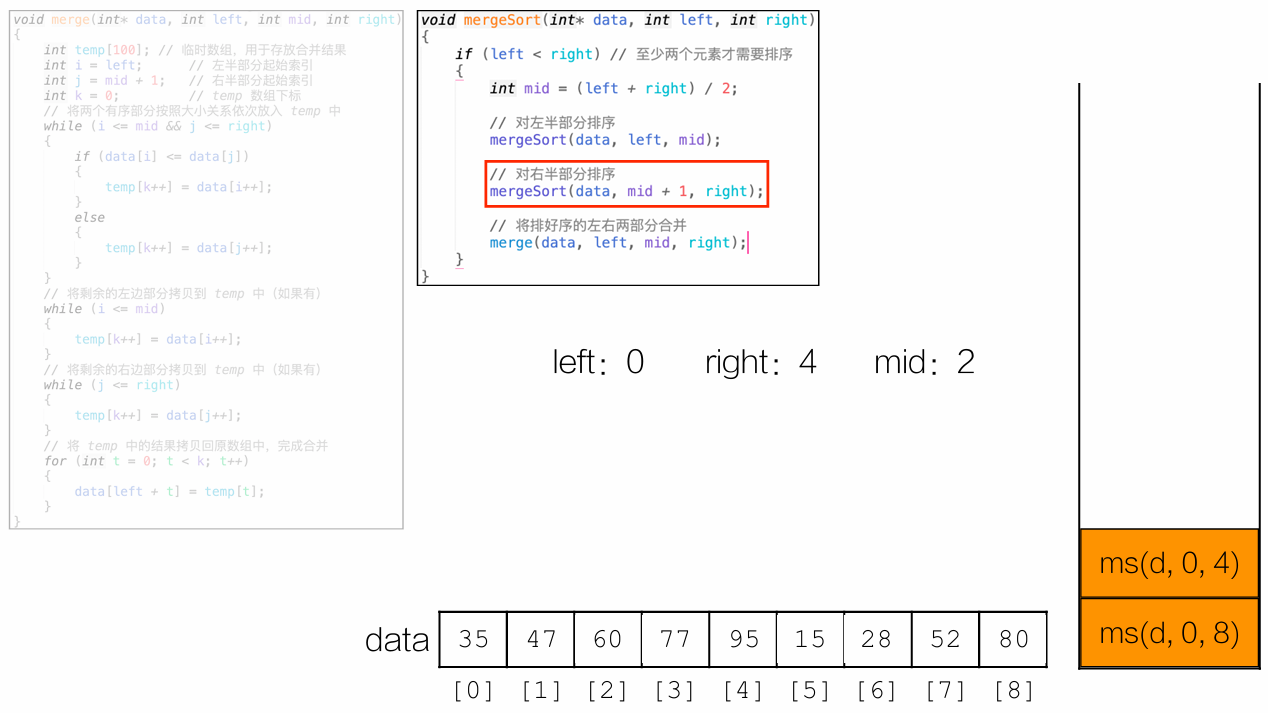 void merge(int* data, int left, int mid, int right)
{
    int temp[100]; // 临时数组，用于存放合并结果
    int i = left;      // 左半部分起始索引
    int j = mid + 1;   // 右半部分起始索引
    int k = 0;         // temp 数组下标
    // 将两个有序部分按照大小关系依次放入 temp 中
    while (i <= mid && j <= right)
    {
        if (data[i] <= data[j])
        {
            temp[k++] = data[i++];
        }
        else
        {
            temp[k++] = data[j++];
        }
    }
    // 将剩余的左边部分拷贝到 temp 中（如果有）
    while (i <= mid)
    {
        temp[k++] = data[i++];
    }
    // 将剩余的右边部分拷贝到 temp 中（如果有）
    while (j <= right)
    {
        temp[k++] = data[j++];
    }
    // 将 temp 中的结果拷贝回原数组中，完成合并
    for (int t = 0; t < k; t++)
    {
        data[left + t] = temp[t];
    }
}
void mergeSort(int* data, int left, int right)
{
    if (left < right) // 至少两个元素才需要排序
    {
        int mid = (left + right) / 2;
        // 对左半部分排序
        mergeSort(data, left, mid);
        // 对右半部分排序
        mergeSort(data, mid + 1, right);
        // 将排好序的左右两部分合并
        merge(data, left, mid, right);
    }
}
left：0 right：4 mid：2
ms(d, 0, 4)
ms(d, 0, 8)
data 35 47 60 77 95 15 28 52 80
[0] [1] [2] [3] [4] [5] [6] [7] [8]